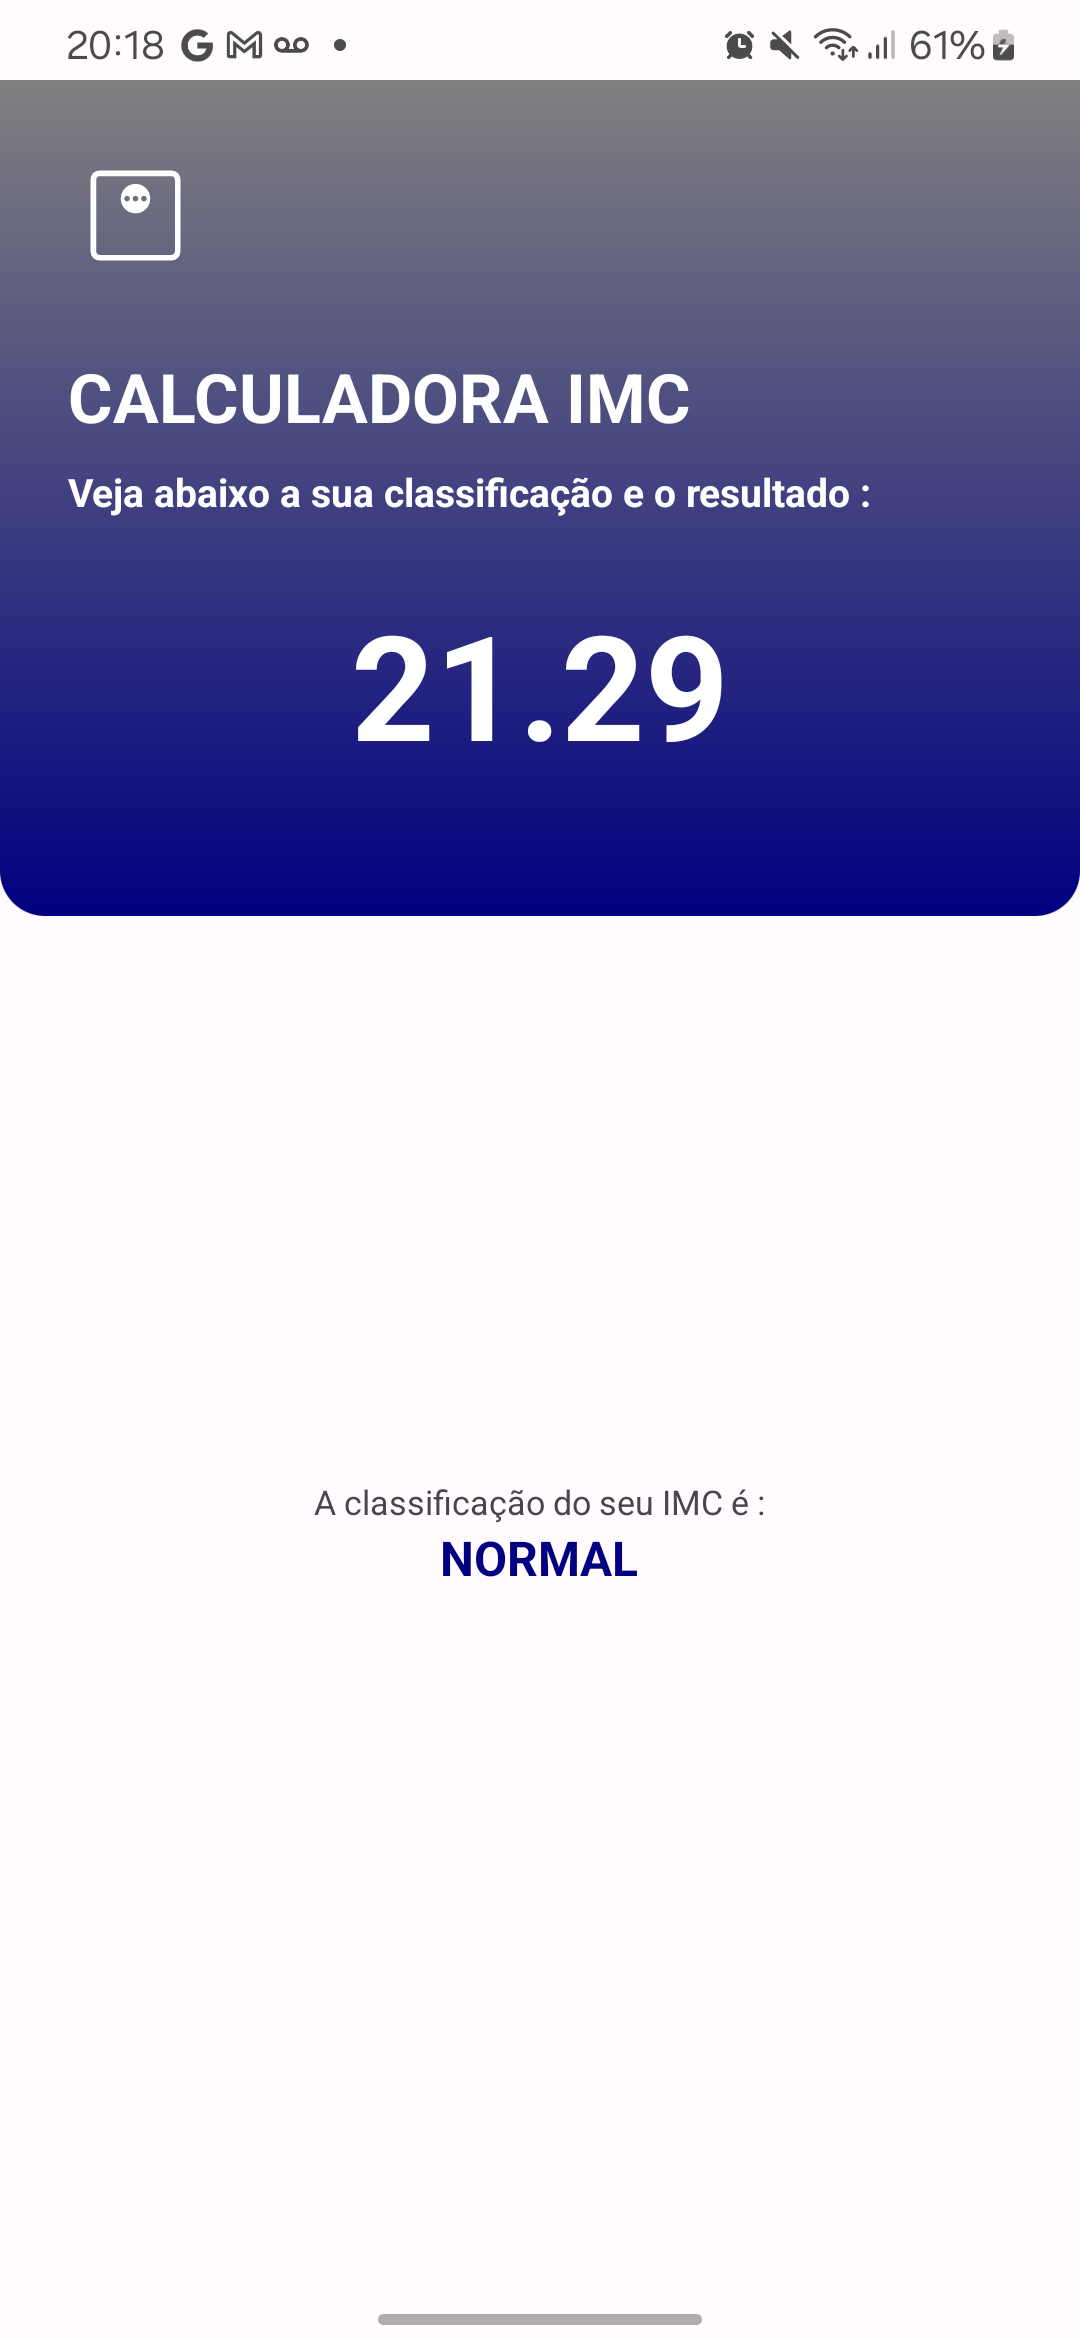 20:18 61%
CALCULADORA IMC
Veja abaixo a sua classificação e o resultado :
21.29
A classificação do seu IMC é :
NORMAL